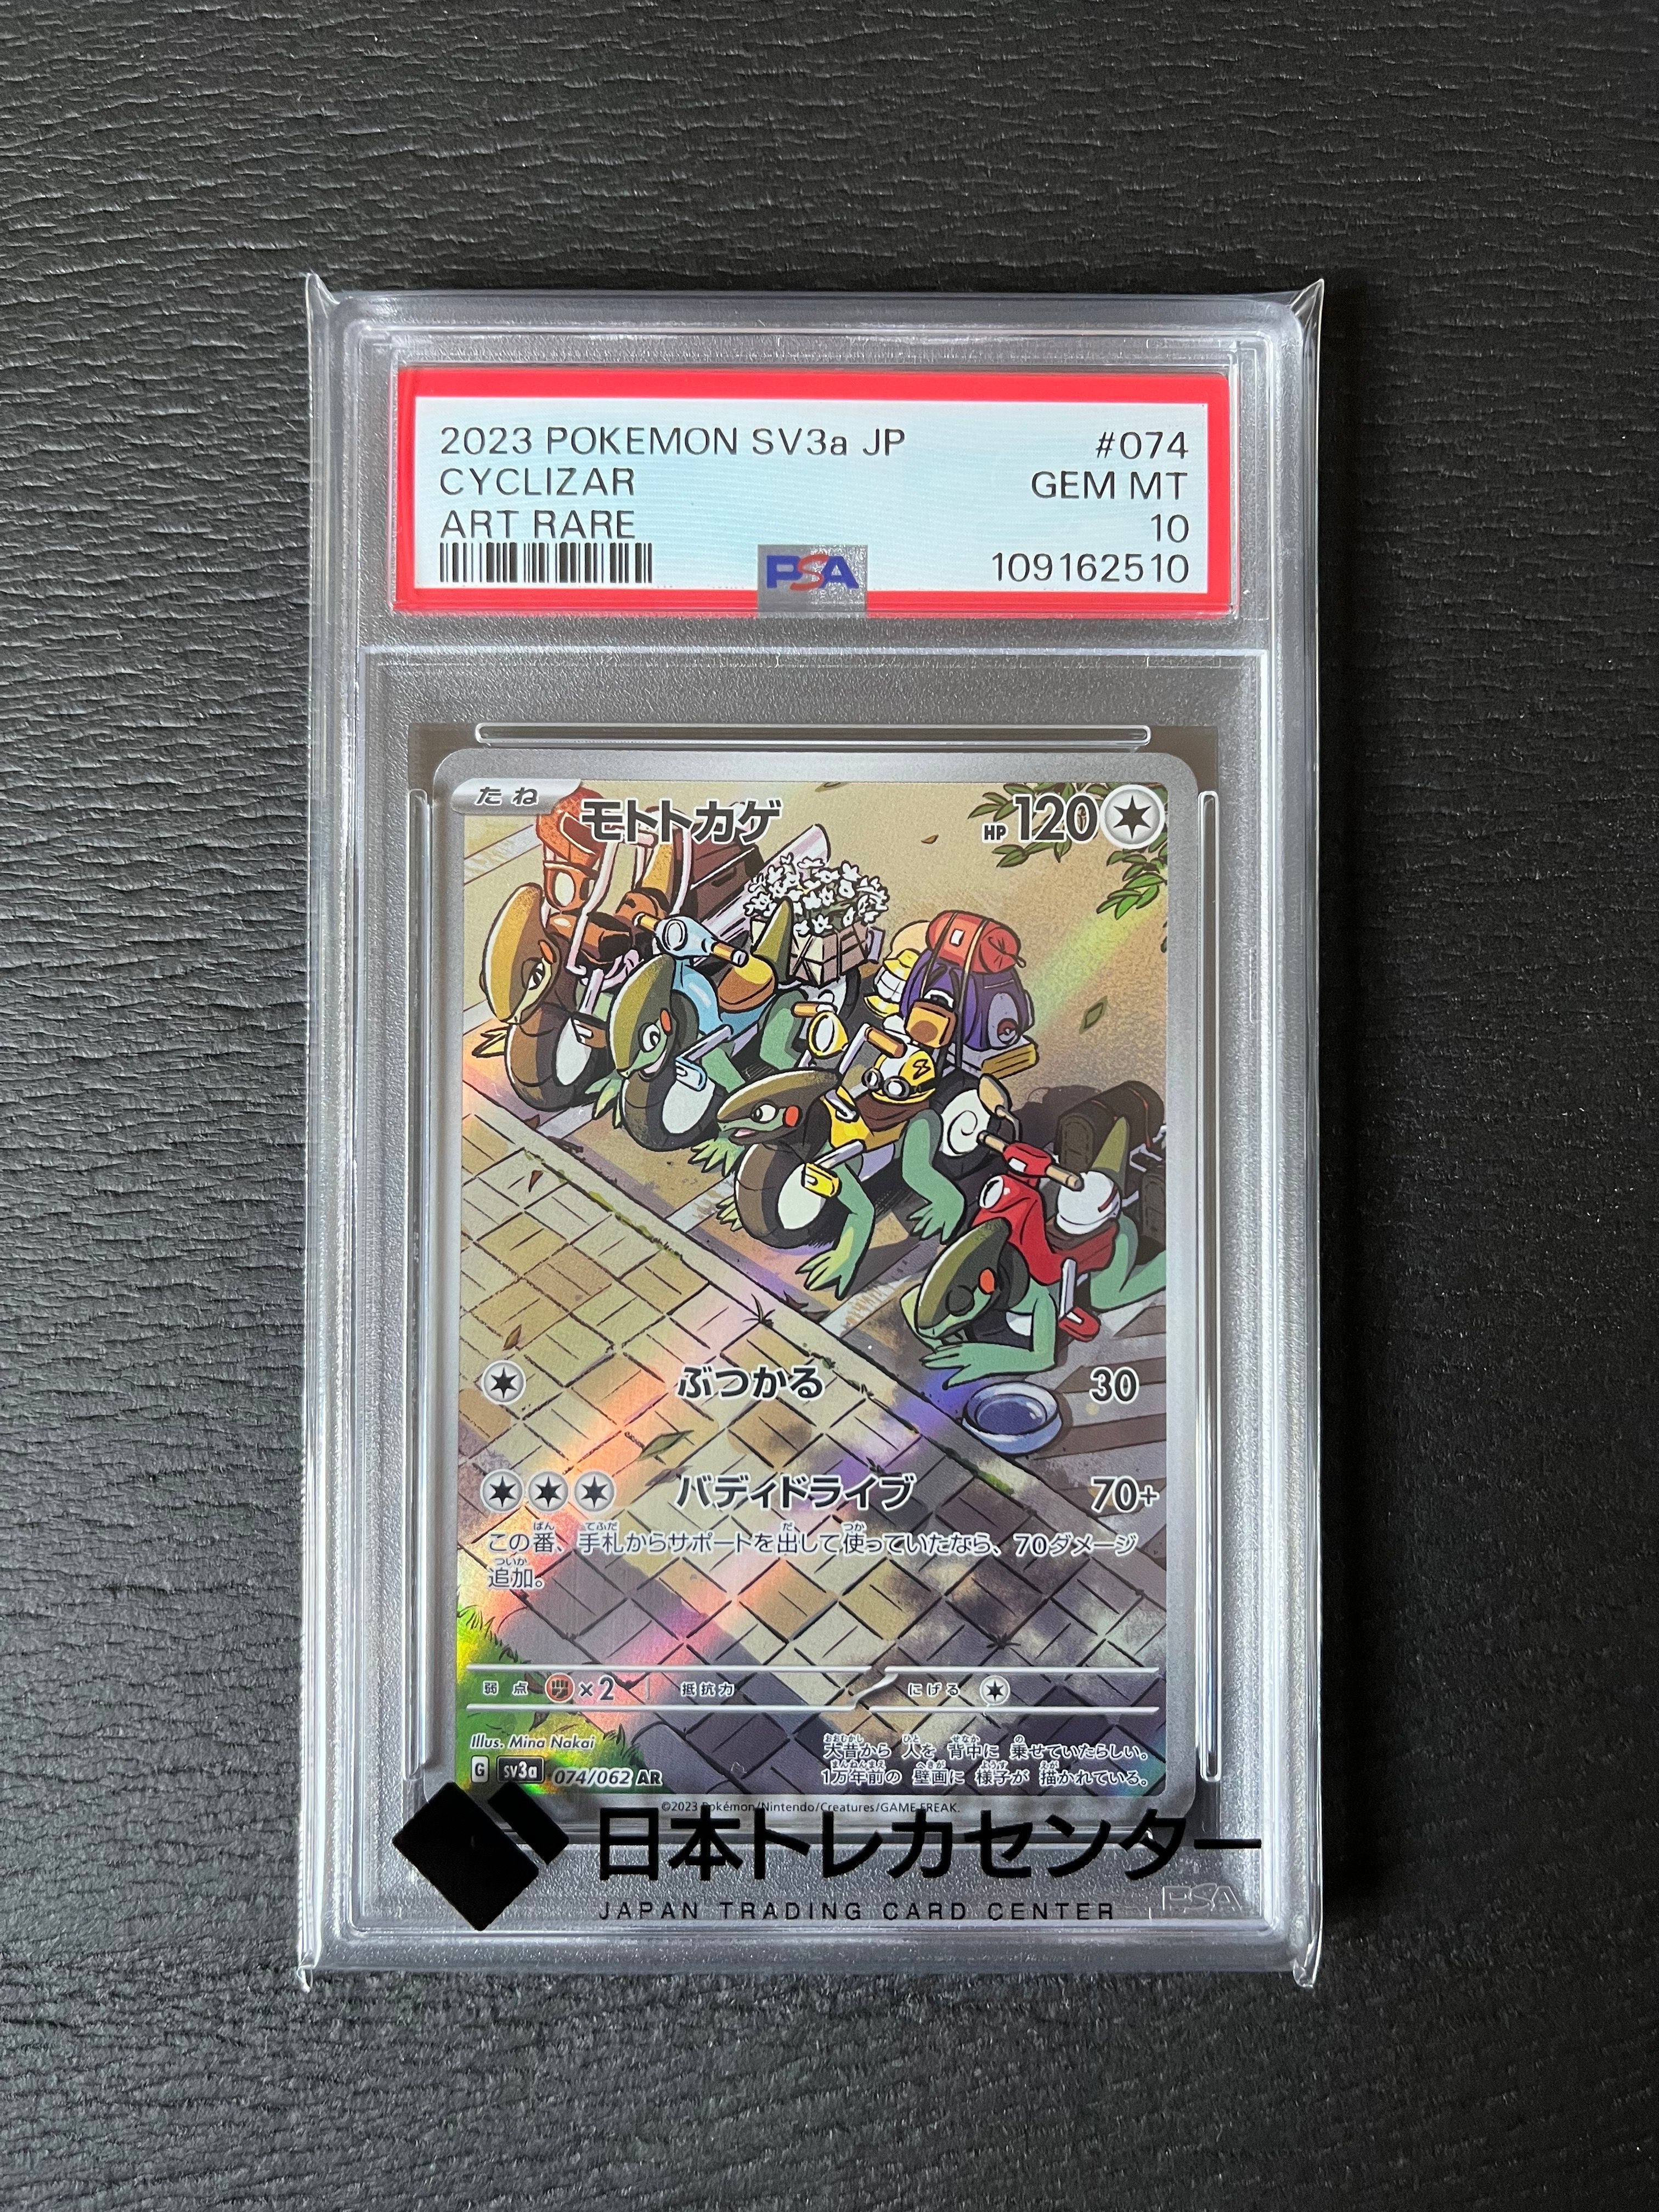 2023 POKEMON SV3a JP #074
CYCLIZAR GEM MT
ART RARE 10
PSA 109162510
たね モトトカゲ HP 120
ぶつかる 30
バディドライブ 70+
この番、手札からサポートを出して使っていたなら、70ダメージ
追加。
弱点 ×2 抵抗力 にげる
Illus. Mina Nakai
大昔から 人を 背中に 乗せていたらしい。
G sv3a 074/062 AR
1万年前の 壁画に 様子が 描かれている。
©2023 Pokémon/Nintendo/Creatures/GAME FREAK.
日本トレカセンター
JAPAN TRADING CARD CENTER
PSA